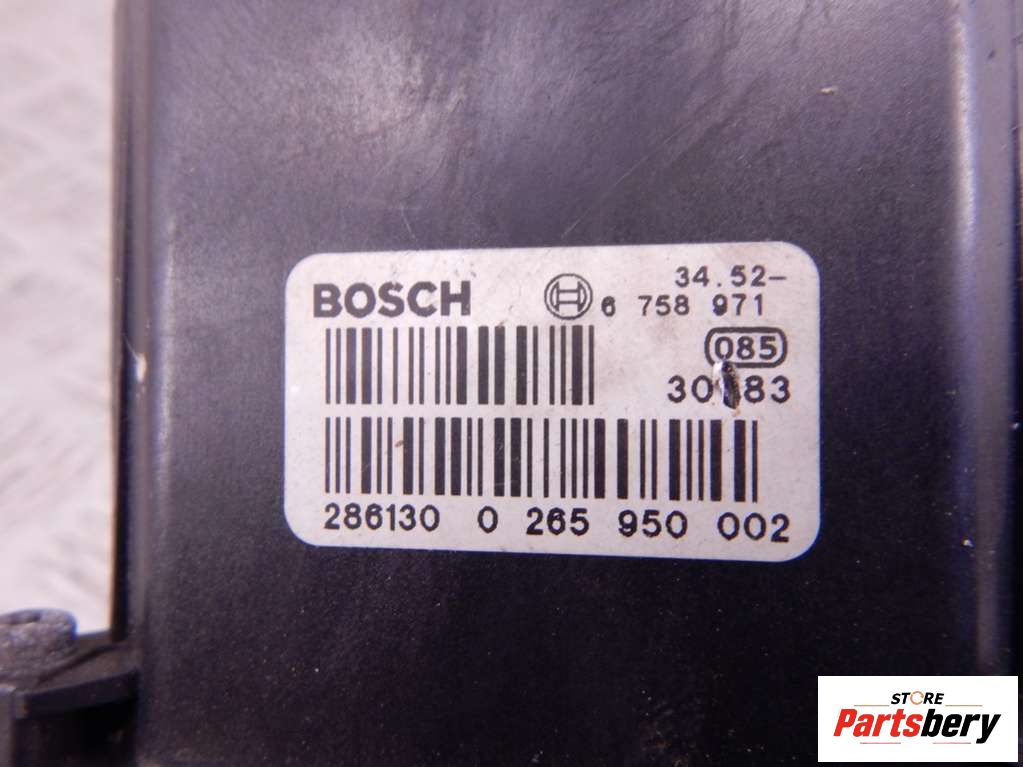 BOSCH
34.52-
6 758 971
085
286130 0 265 950 002
STORE
Partsbery